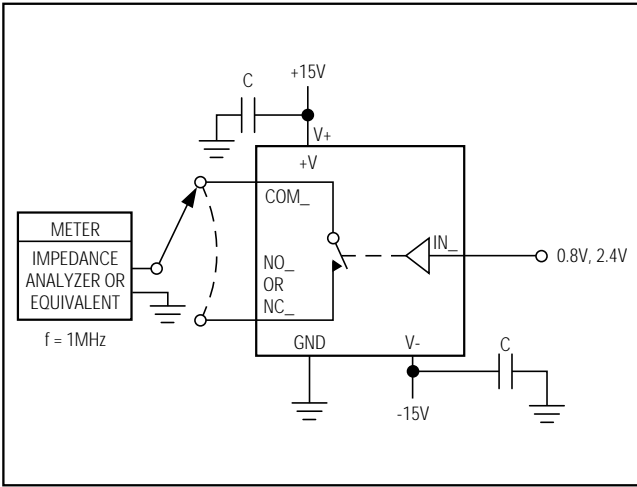 +15V
C
V+
+V
COM_
METER
IN_
0.8V, 2.4V
IMPEDANCE
ANALYZER OR
EQUIVALENT
NO_
OR
NC_
f = 1MHz
GND
V-
C
-15V